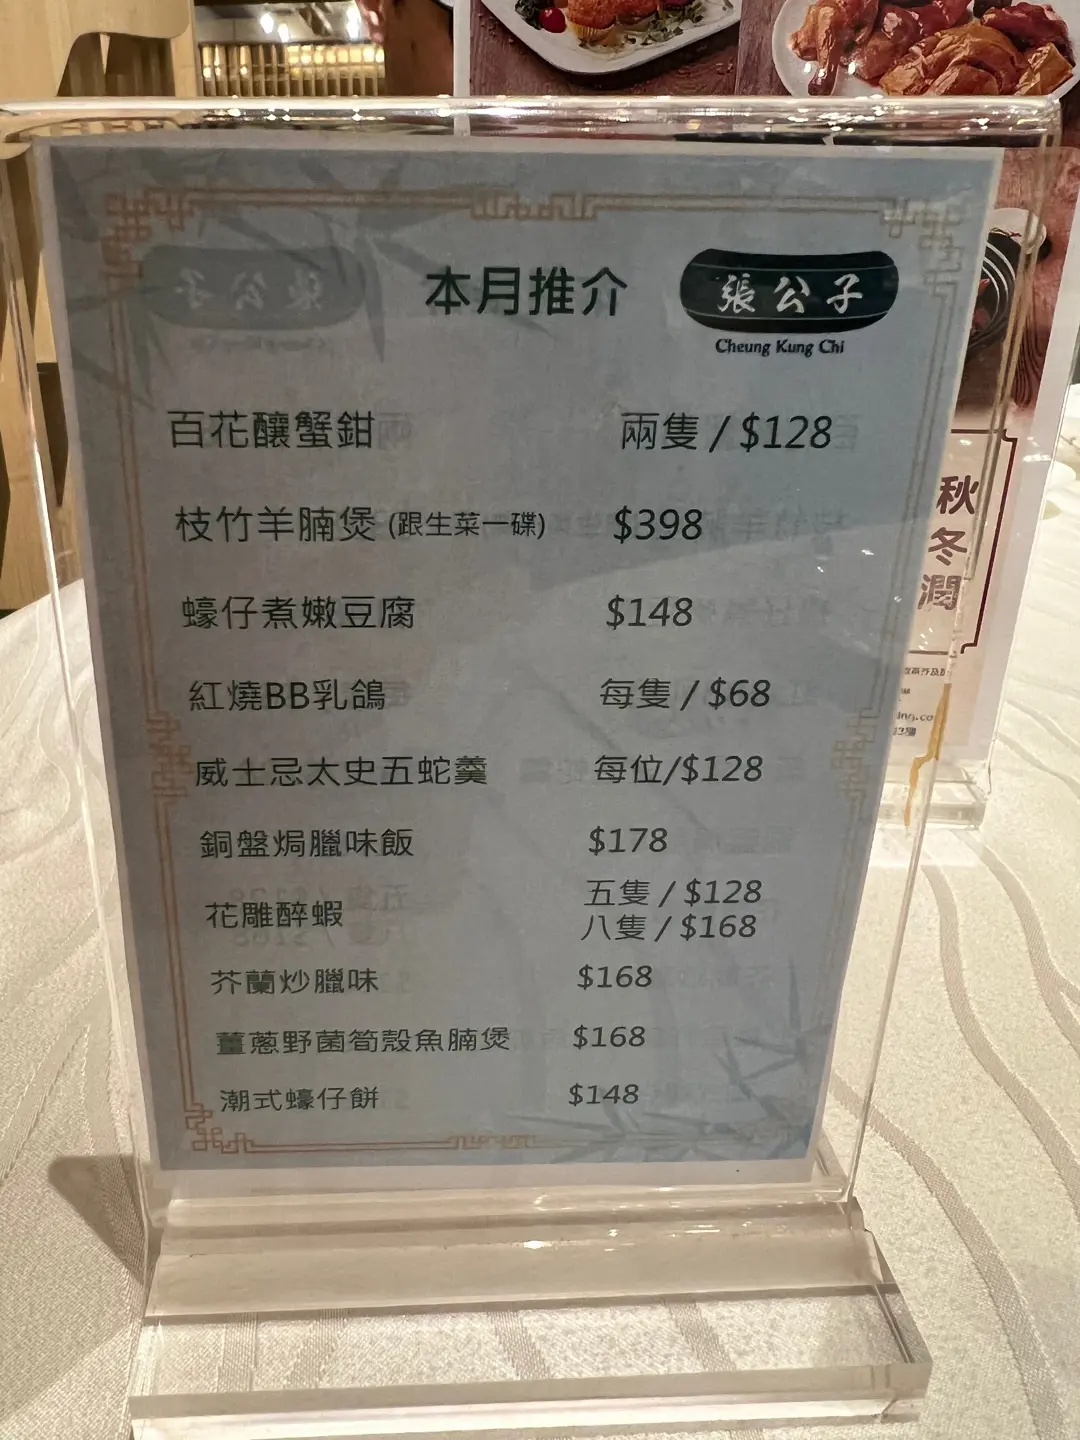 本月推介
張公子
Cheung Kung Chi
百花釀蟹鉗 兩隻 / $128
枝竹羊腩煲 (跟生菜一碟) $398
蠔仔煮嫩豆腐 $148
紅燒BB乳鴿 每隻 / $68
威士忌太史五蛇羹 每位/$128
銅盤焗臘味飯 $178
花雕醉蝦 五隻 / $128
八隻 / $168
芥蘭炒臘味 $168
薑蔥野菌筍殼魚腩煲 $168
潮式蠔仔餅 $148
秋
冬